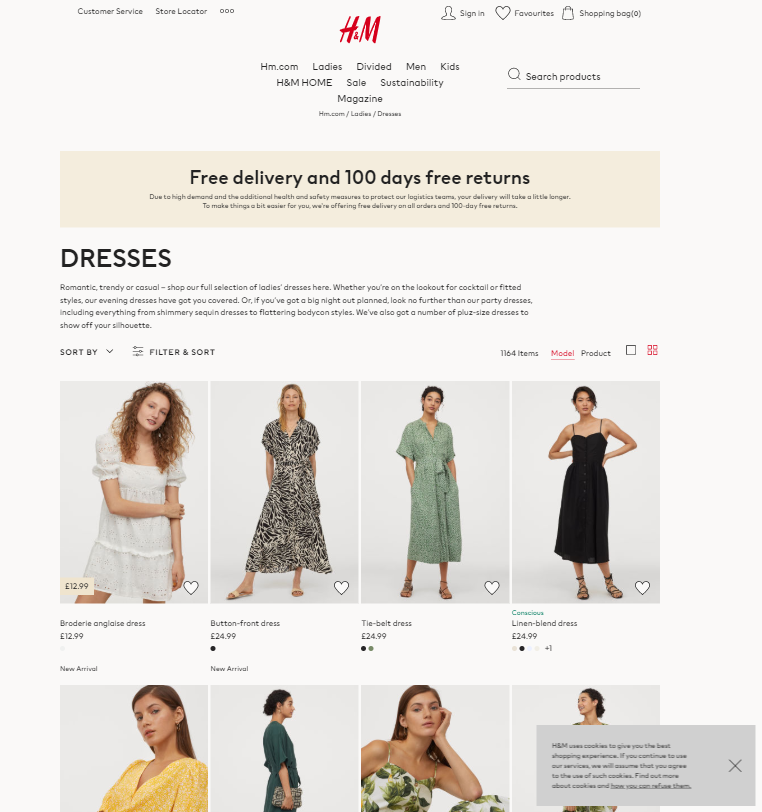 Customer Service Store Locator
Sign in Favourites Shopping bag(0)
H&M
Hm.com Ladies Divided Men Kids
H&M HOME Sale Sustainability
Magazine
Search products
Hm.com / Ladies / Dresses
Free delivery and 100 days free returns
Due to high demand and the additional health and safety measures to protect our logistics teams, your delivery will take a little longer.
To make things a bit easier for you, we're offering free delivery on all orders and 100-day free returns.
DRESSES
Romantic, trendy or casual – shop our full selection of ladies' dresses here. Whether you're on the lookout for cocktail or fitted
styles, our evening dresses have got you covered. Or, if you've got a big night out planned, look no further than our party dresses,
including everything from shimmery sequin dresses to flattering bodycon styles. We've also got a number of pluz-size dresses to
show off your silhouette.
SORT BY FILTER & SORT 1164 Items Model Product
£12.99
Conscious
Broderie anglaise dress Button-front dress Tie-belt dress Linen-blend dress
£12.99 £24.99 £24.99 £24.99
+1
New Arrival New Arrival
H&M uses cookies to give you the best
shopping experience. If you continue to use
our services, we will assume that you agree
to the use of such cookies. Find out more
about cookies and how you can refuse them.